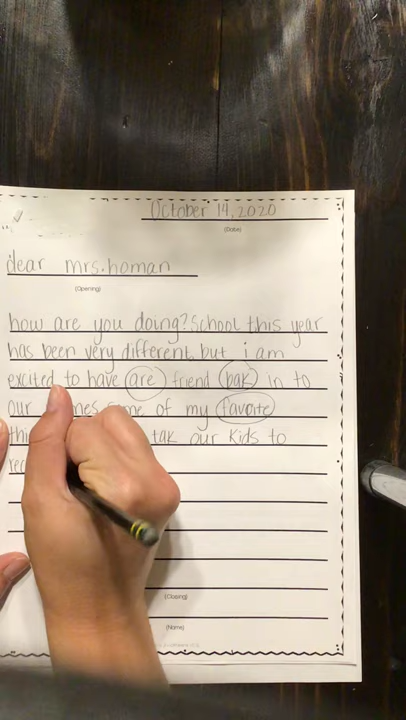 October 14, 2020
(Date)
dear mrs. homan
(Opening)
how are you doing? School this year
has been very different, but i am
excited to have are friend bak in to
our of my favoite
tak our kids to
(Closing)
(Name)